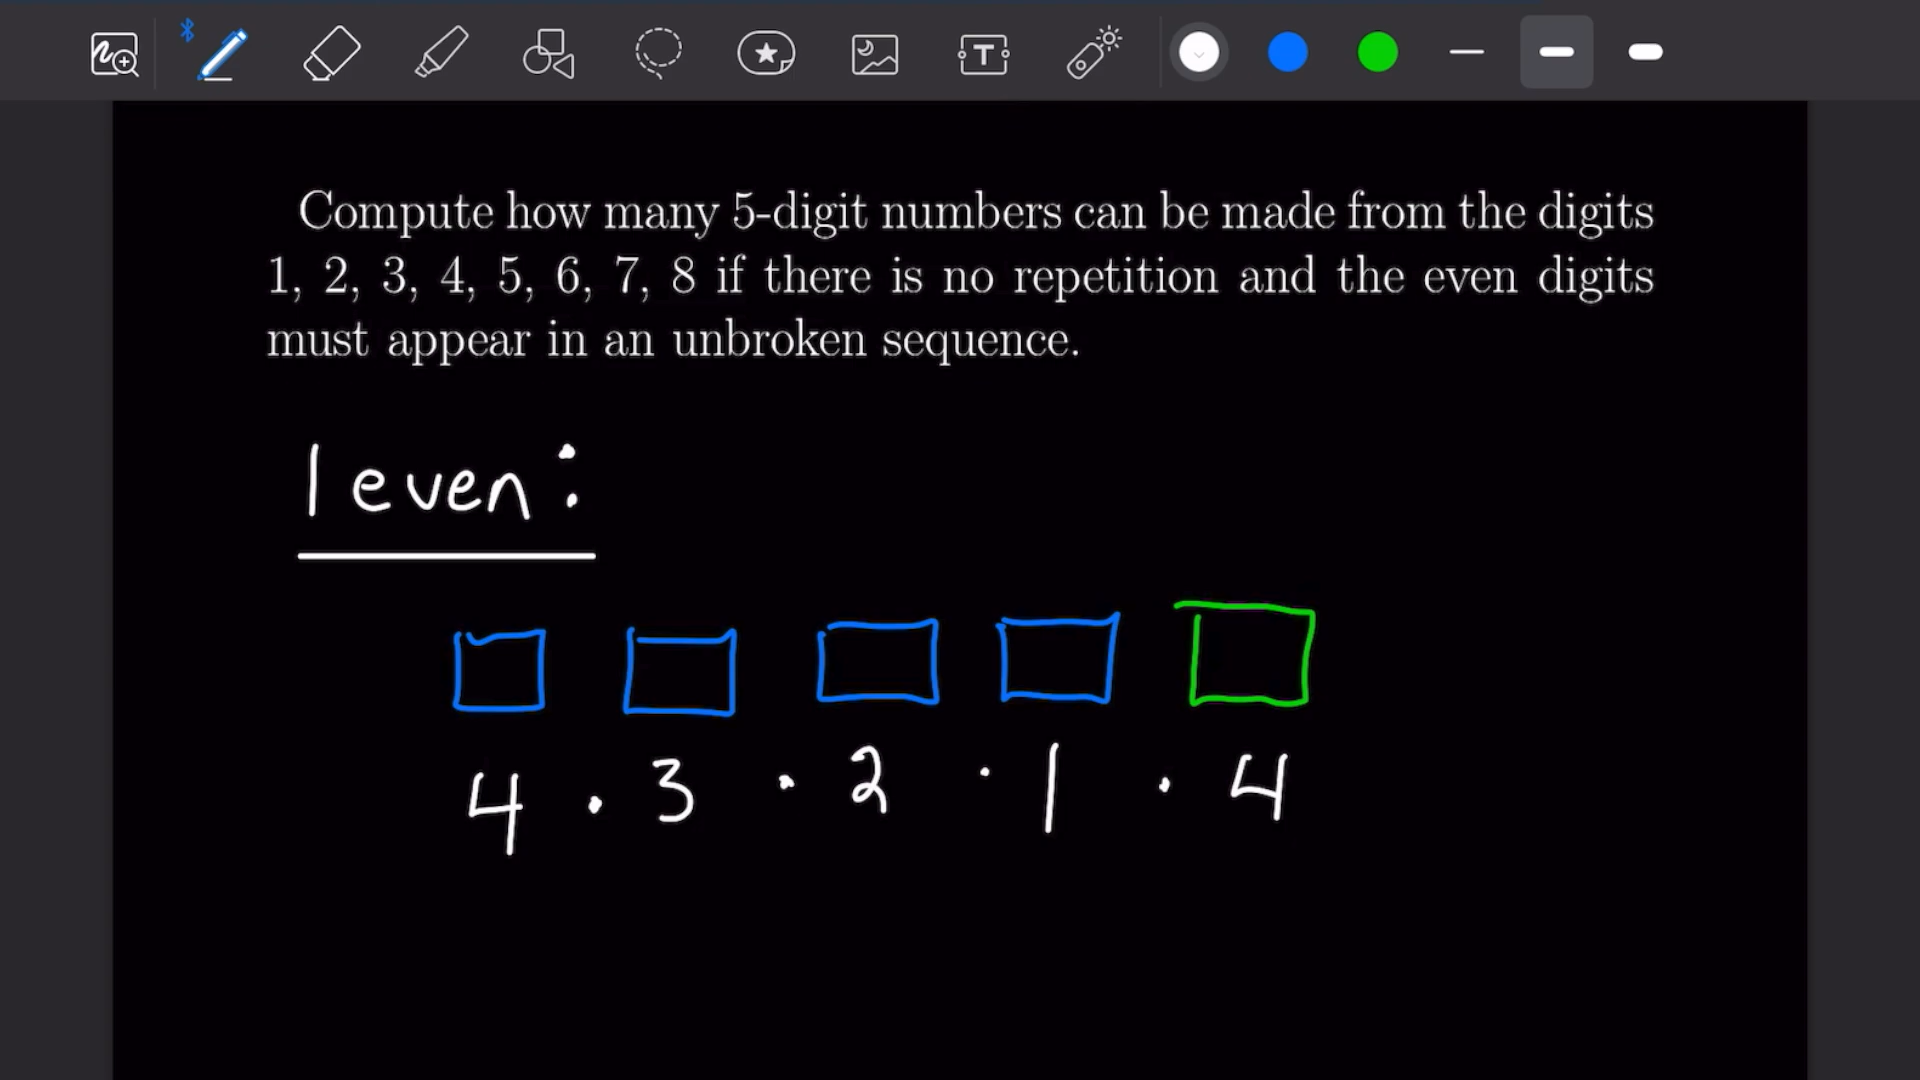 Compute how many 5-digit numbers can be made from the digits
1, 2, 3, 4, 5, 6, 7, 8 if there is no repetition and the even digits
must appear in an unbroken sequence.
1 even:
4 · 3 · 2 · 1 · 4